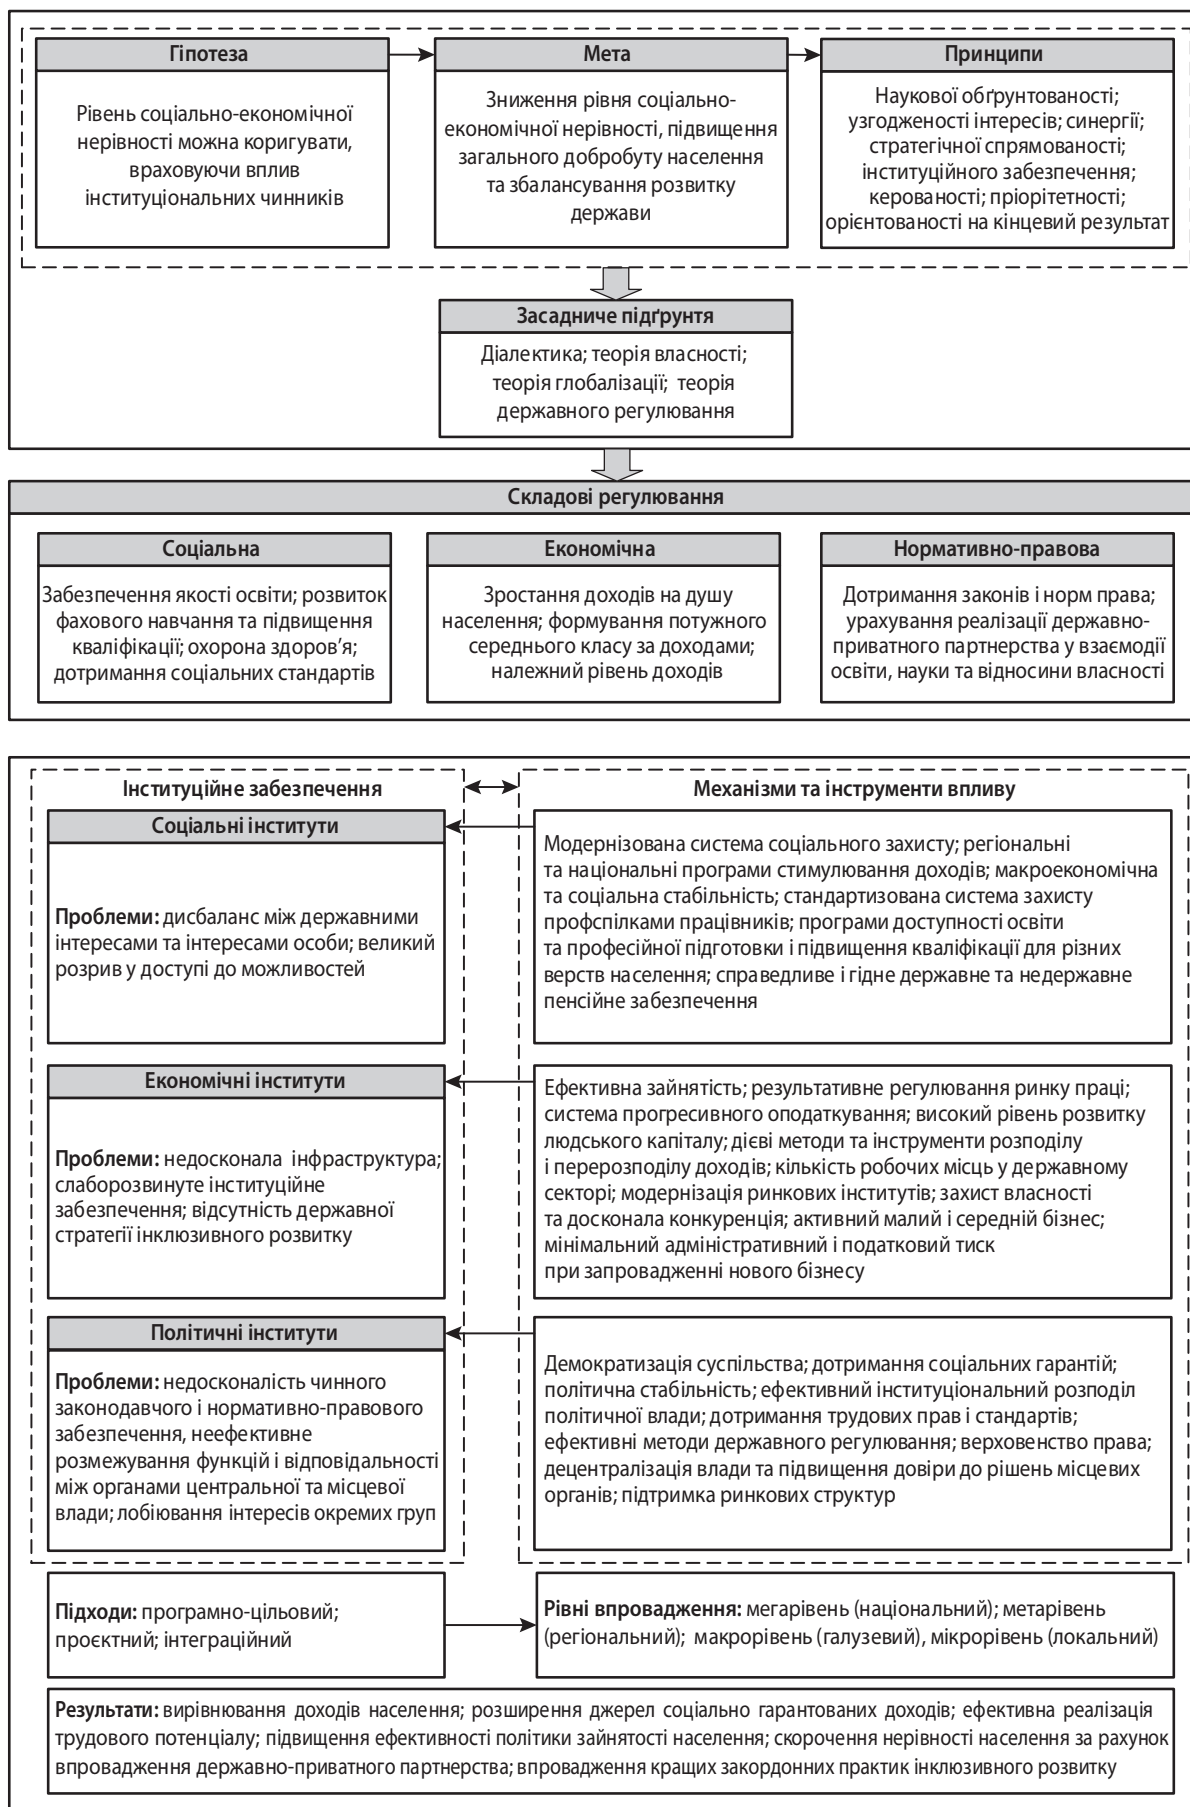 Гіпотеза
Рівень соціально-економічної
нерівності можна коригувати,
враховуючи вплив
інституціональних чинників
Мета
Зниження рівня соціально-
економічної нерівності, підвищення
загального добробуту населення
та збалансування розвитку
держави
Принципи
Наукової обґрунтованості;
узгодженості інтересів; синергії;
стратегічної спрямованості;
інституційного забезпечення;
керованості; пріорітетності;
орієнтованості на кінцевий результат
Засадниче підґрунтя
Діалектика; теорія власності;
теорія глобалізації; теорія
державного регулювання
Складові регулювання
Соціальна
Забезпечення якості освіти; розвиток
фахового навчання та підвищення
кваліфікації; охорона здоров’я;
дотримання соціальних стандартів
Економічна
Зростання доходів на душу
населення; формування потужного
середнього класу за доходами;
належний рівень доходів
Нормативно-правова
Дотримання законів і норм права;
урахування реалізації державно-
приватного партнерства у взаємодії
освіти, науки та відносини власності
Інституційне забезпечення
Механізми та інструменти впливу
Соціальні інститути
Проблеми: дисбаланс між державними
інтересами та інтересами особи; великий
розрив у доступі до можливостей
Модернізована система соціального захисту; регіональні
та національні програми стимулювання доходів; макроекономічна
та соціальна стабільність; стандартизована система захисту
профспілками працівників; програми доступності освіти
та професійної підготовки і підвищення кваліфікації для різних
верств населення; справедливе і гідне державне та недержавне
пенсійне забезпечення
Економічні інститути
Проблеми: недосконала інфраструктура;
слаборозвинуте інституційне
забезпечення; відсутність державної
стратегії інклюзивного розвитку
Ефективна зайнятість; результативне регулювання ринку праці;
система прогресивного оподаткування; високий рівень розвитку
людського капіталу; дієві методи та інструменти розподілу
і перерозподілу доходів; кількість робочих місць у державному
секторі; модернізація ринкових інститутів; захист власності
та досконала конкуренція; активний малий і середній бізнес;
мінімальний адміністративний і податковий тиск
при запровадженні нового бізнесу
Політичні інститути
Проблеми: недосконалість чинного
законодавчого і нормативно-правового
забезпечення, неефективне
розмежування функцій і відповідальності
між органами центральної та місцевої
влади; лобіювання інтересів окремих груп
Демократизація суспільства; дотримання соціальних гарантій;
політична стабільність; ефективний інституціональний розподіл
політичної влади; дотримання трудових прав і стандартів;
ефективні методи державного регулювання; верховенство права;
децентралізація влади та підвищення довіри до рішень місцевих
органів; підтримка ринкових структур
Підходи: програмно-цільовий;
проєктний; інтеграційний
Рівні впровадження: мегарівень (національний); метарівень
(регіональний); макрорівень (галузевий), мікрорівень (локальний)
Результати: вирівнювання доходів населення; розширення джерел соціально гарантованих доходів; ефективна реалізація
трудового потенціалу; підвищення ефективності політики зайнятості населення; скорочення нерівності населення за рахунок
впровадження державно-приватного партнерства; впровадження кращих закордонних практик інклюзивного розвитку